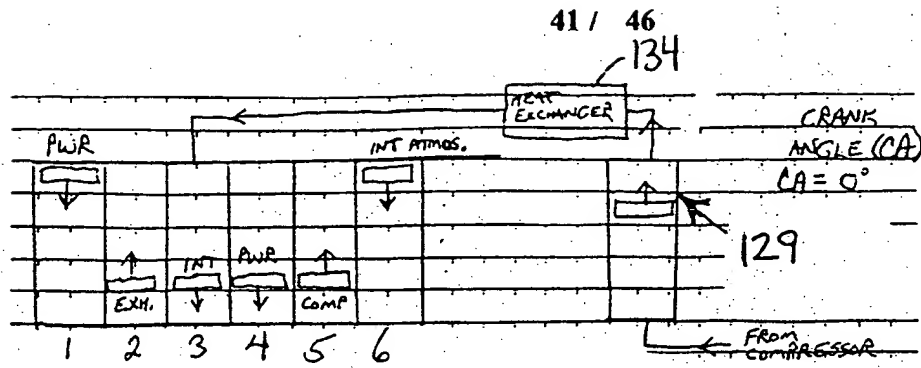 41 / 46
134
HEAT
EXCHANGER
CRANK
ANGLE (CA)
CA = 0°
PWR
INT ATMOS.
129
INT
PWR
EXH.
COMP
1 2 3 4 5 6
FROM
COMPRESSOR